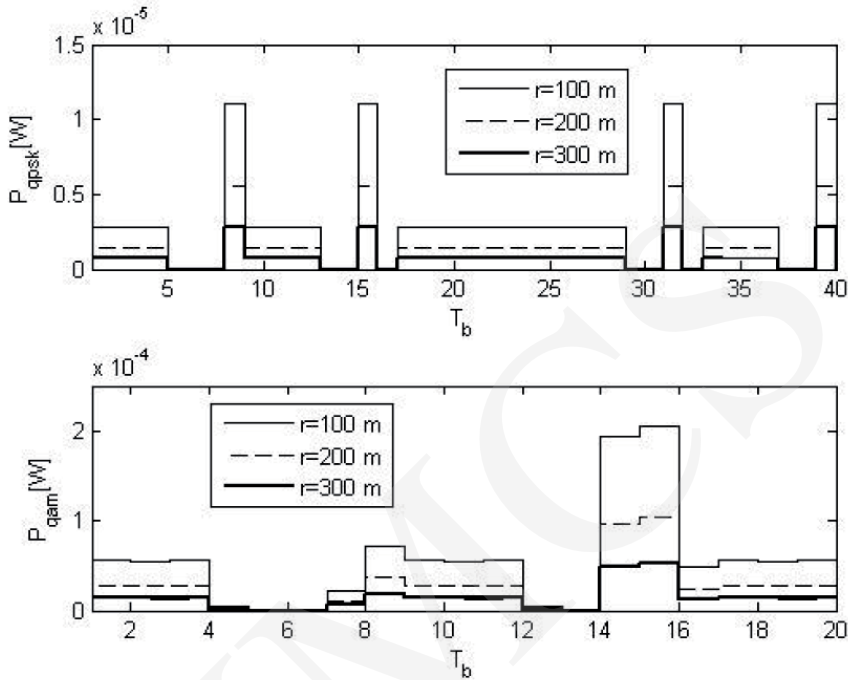 x 10^-5
1.5
1
0.5
0
P_qpsk[W]
r=100 m
r=200 m
r=300 m
5 10 15 20 25 30 35 40
T_b
x 10^-4
2
1
0
P_qam[W]
r=100 m
r=200 m
r=300 m
2 4 6 8 10 12 14 16 18 20
T_b